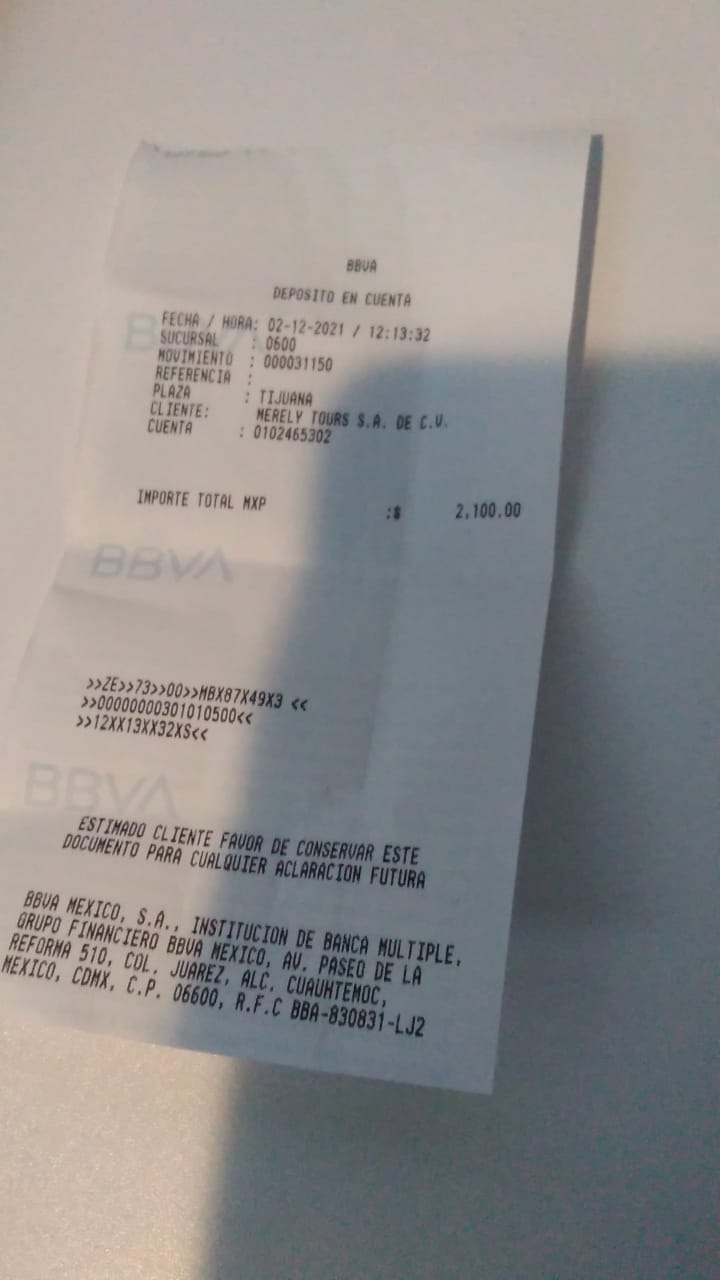 BBVA
DEPOSITO EN CUENTA
FECHA / HORA: 02-12-2021 / 12:13:32
SUCURSAL : 0600
MOVIMIENTO : 000031150
REFERENCIA :
PLAZA : TIJUANA
CLIENTE: MERELY TOURS S.A. DE C.V.
CUENTA : 0102465302
IMPORTE TOTAL MXP :$ 2,100.00
BBVA
>>ZE>>73>>00>>MBX87X49X3 <<
>>00000000301010500<<
>>12XX13XX32XS<<
BBVA
ESTIMADO CLIENTE FAVOR DE CONSERVAR ESTE
DOCUMENTO PARA CUALQUIER ACLARACION FUTURA
BBVA MEXICO, S.A., INSTITUCION DE BANCA MULTIPLE,
GRUPO FINANCIERO BBVA MEXICO, AV. PASEO DE LA
REFORMA 510, COL. JUAREZ, ALC. CUAUHTEMOC,
MEXICO, CDMX, C.P. 06600, R.F.C BBA-830831-LJ2